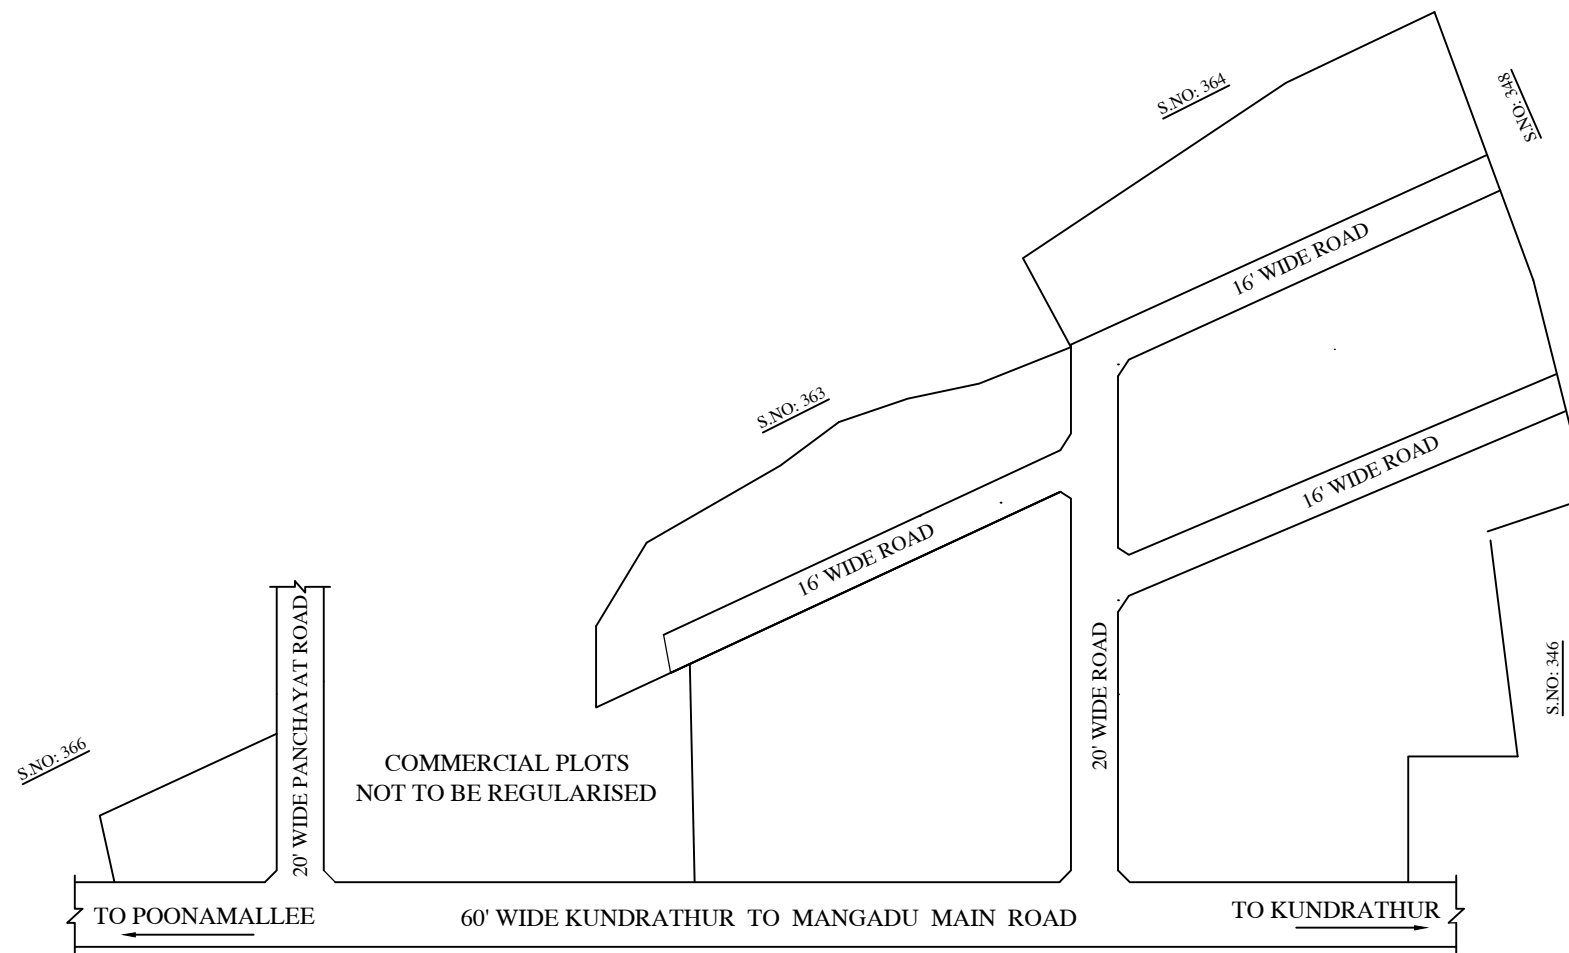 S.NO: 364
S.NO: 348
16' WIDE ROAD
S.NO: 363
16' WIDE ROAD
16' WIDE ROAD
20' WIDE PANCHAYAT ROAD
20' WIDE ROAD
S.NO: 346
S.NO: 366
COMMERCIAL PLOTS
NOT TO BE REGULARISED
TO POONAMALLEE
60' WIDE KUNDRATHUR TO MANGADU MAIN ROAD
TO KUNDRATHUR